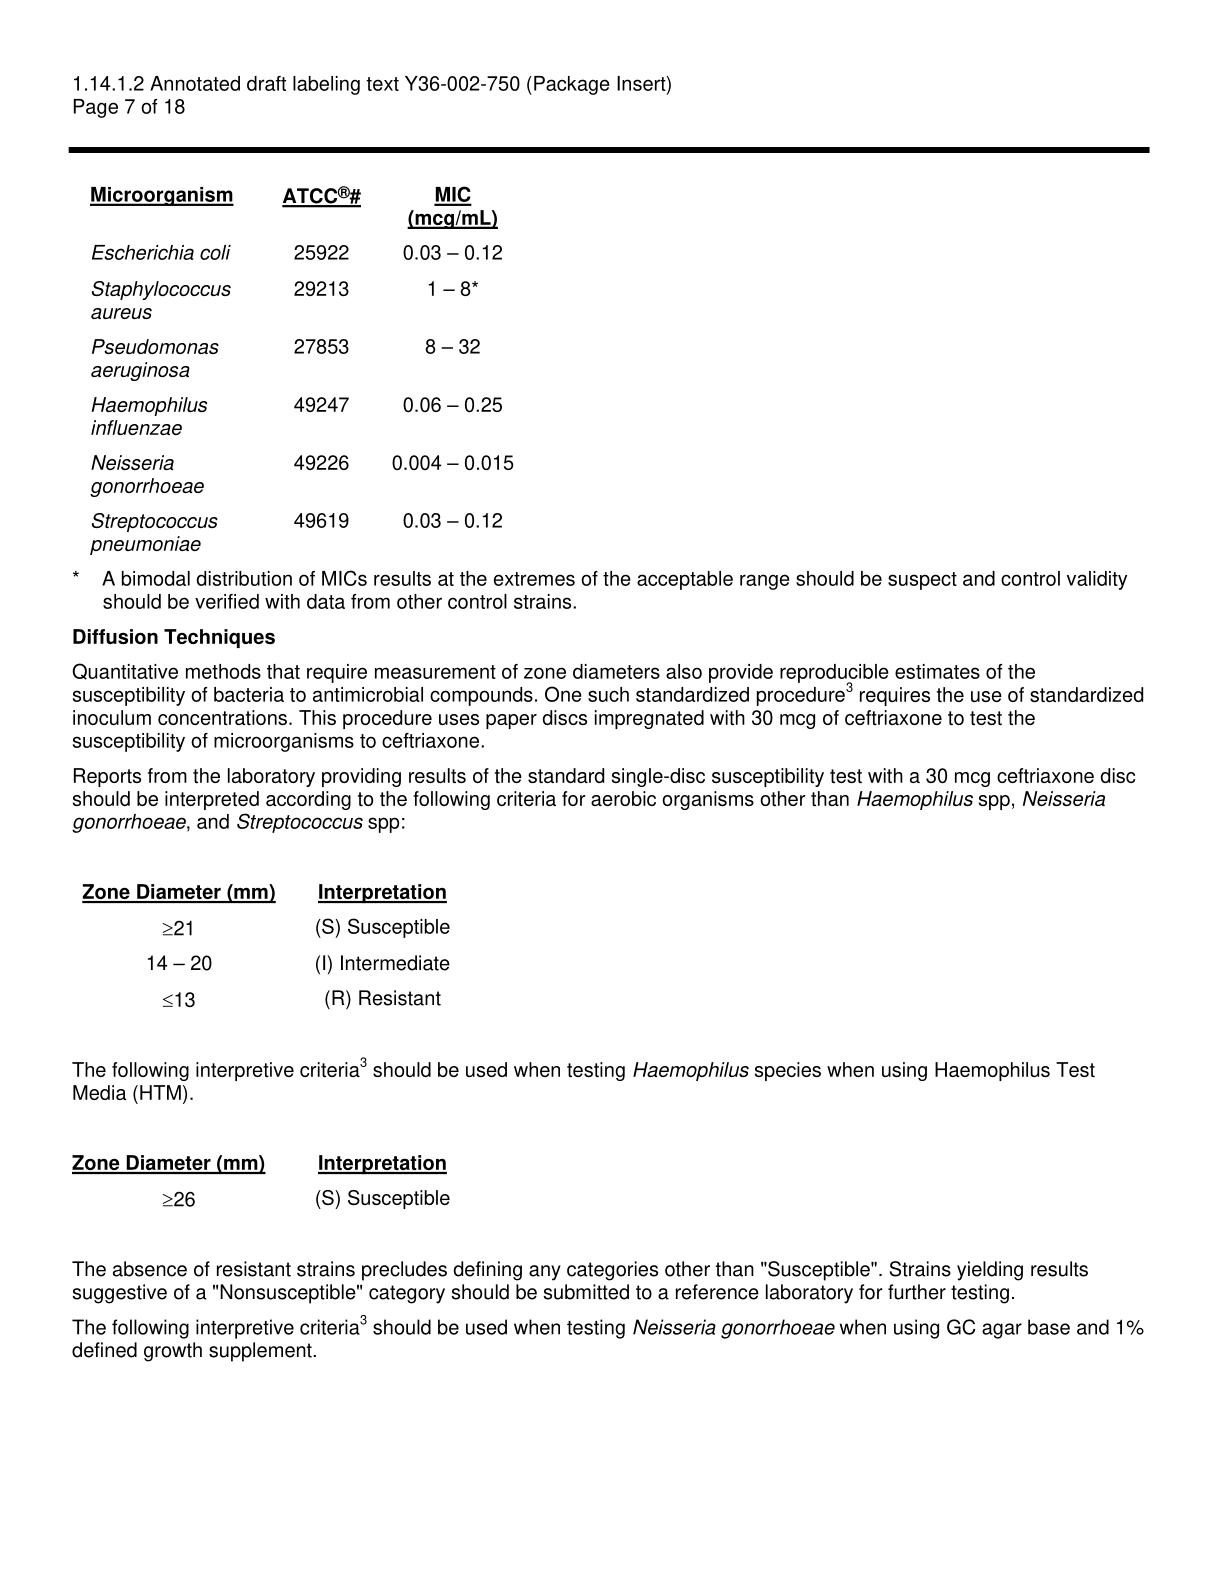 1.14.1.2 Annotated draft labeling text Y36-002-750 (Package Insert)
Page 7 of 18
Microorganism ATCC®# MIC
(mcg/mL)
Escherichia coli 25922 0.03 – 0.12
Staphylococcus 29213 1 – 8*
aureus
Pseudomonas 27853 8 – 32
aeruginosa
Haemophilus 49247 0.06 – 0.25
influenzae
Neisseria 49226 0.004 – 0.015
gonorrhoeae
Streptococcus 49619 0.03 – 0.12
pneumoniae
* A bimodal distribution of MICs results at the extremes of the acceptable range should be suspect and control validity
should be verified with data from other control strains.
Diffusion Techniques
Quantitative methods that require measurement of zone diameters also provide reproducible estimates of the
susceptibility of bacteria to antimicrobial compounds. One such standardized procedure3 requires the use of standardized
inoculum concentrations. This procedure uses paper discs impregnated with 30 mcg of ceftriaxone to test the
susceptibility of microorganisms to ceftriaxone.
Reports from the laboratory providing results of the standard single-disc susceptibility test with a 30 mcg ceftriaxone disc
should be interpreted according to the following criteria for aerobic organisms other than Haemophilus spp, Neisseria
gonorrhoeae, and Streptococcus spp:
Zone Diameter (mm) Interpretation
≥21 (S) Susceptible
14 – 20 (I) Intermediate
≤13 (R) Resistant
The following interpretive criteria3 should be used when testing Haemophilus species when using Haemophilus Test
Media (HTM).
Zone Diameter (mm) Interpretation
≥26 (S) Susceptible
The absence of resistant strains precludes defining any categories other than "Susceptible". Strains yielding results
suggestive of a "Nonsusceptible" category should be submitted to a reference laboratory for further testing.
The following interpretive criteria3 should be used when testing Neisseria gonorrhoeae when using GC agar base and 1%
defined growth supplement.